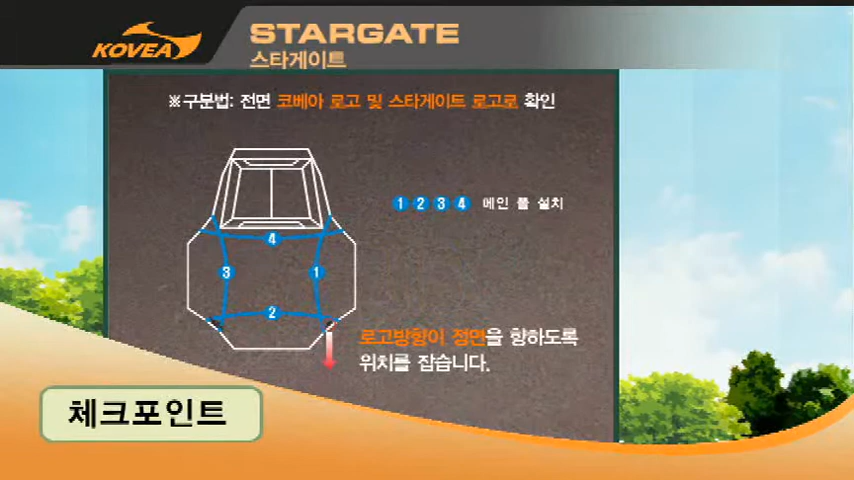 KOVEA
STARGATE
스타게이트
※구분법: 전면 코베아 로고 및 스타게이트 로고로 확인
1 2 3 4 메인 폴 설치
4
3 1
2
로고방향이 정면을 향하도록
위치를 잡습니다.
체크포인트